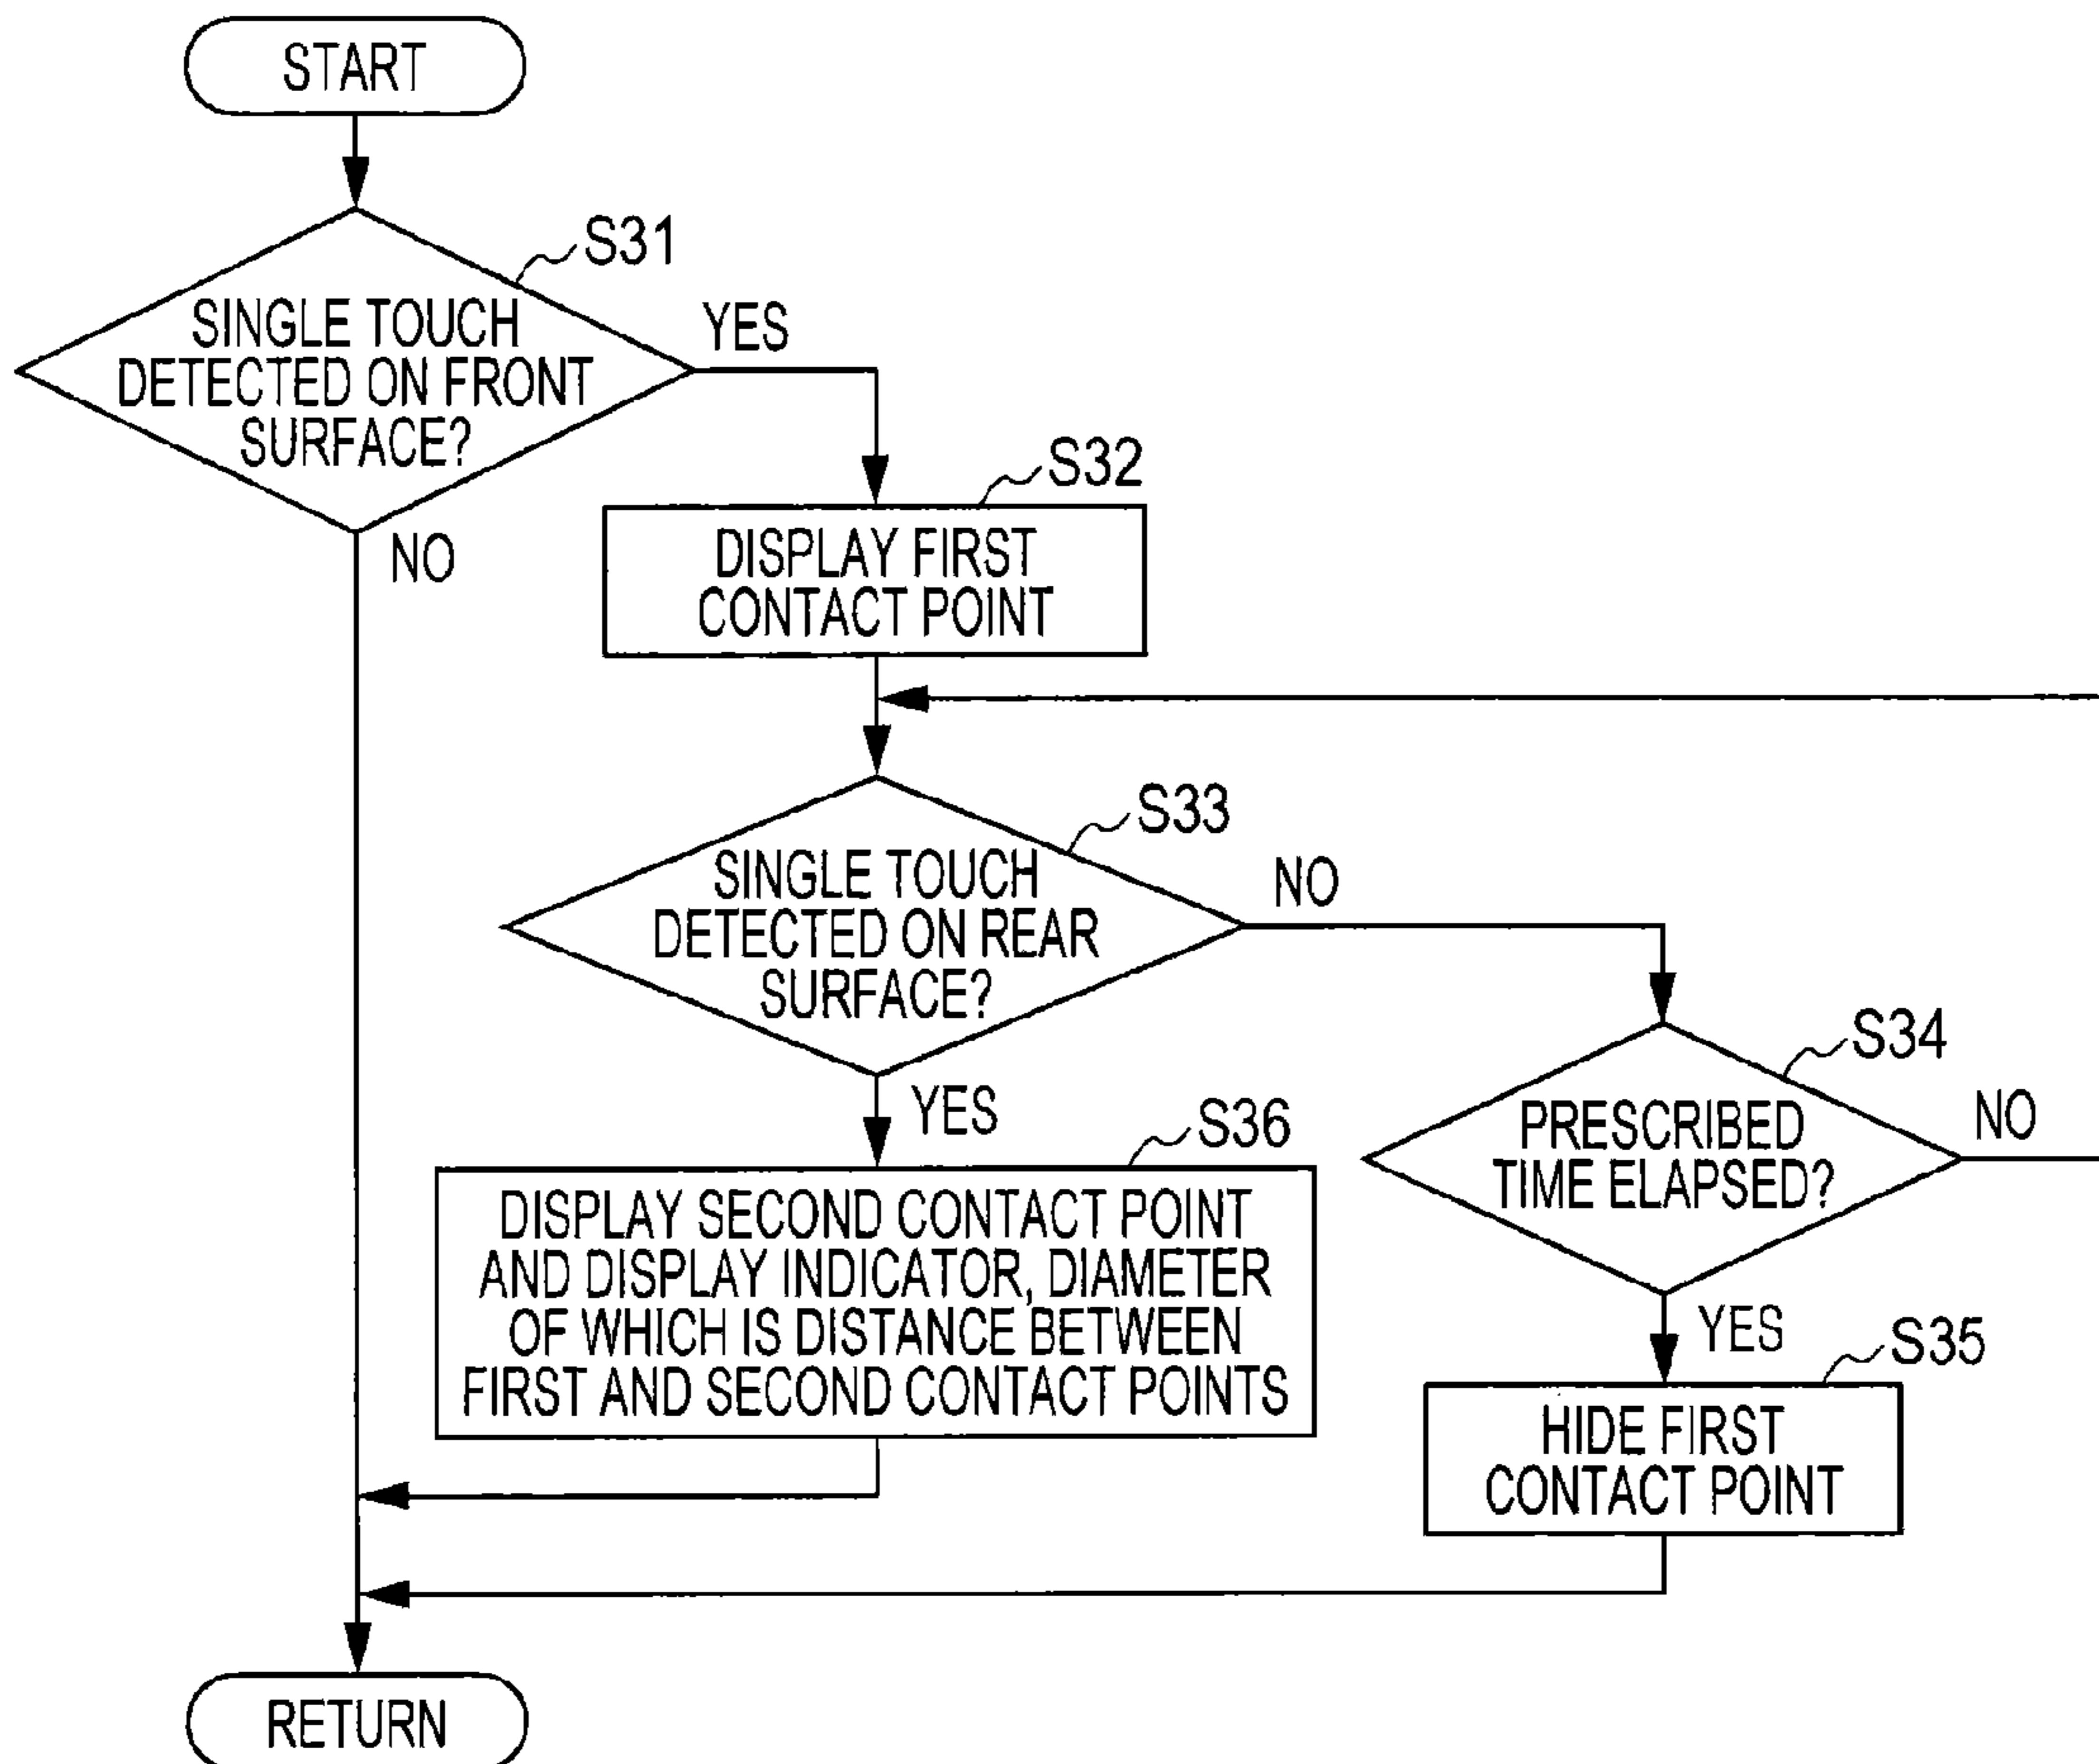 START
S31
SINGLE TOUCH
DETECTED ON FRONT
SURFACE?
YES
NO
S32
DISPLAY FIRST
CONTACT POINT
S33
SINGLE TOUCH
DETECTED ON REAR
SURFACE?
NO
YES
S34
PRESCRIBED
TIME ELAPSED?
NO
YES
S36
DISPLAY SECOND CONTACT POINT
AND DISPLAY INDICATOR, DIAMETER
OF WHICH IS DISTANCE BETWEEN
FIRST AND SECOND CONTACT POINTS
S35
HIDE FIRST
CONTACT POINT
RETURN